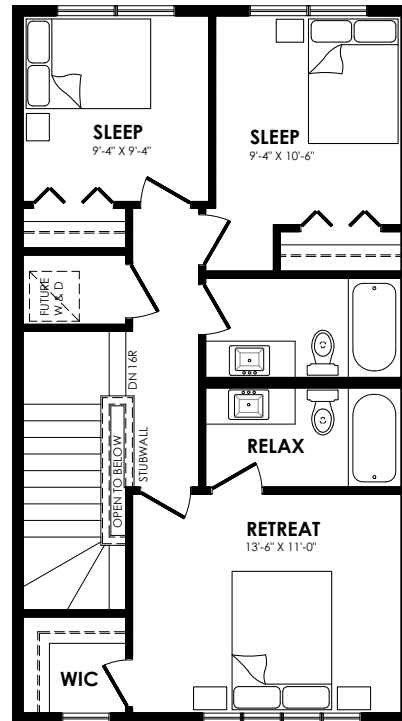 SLEEP
9'-4" X 9'-4"
SLEEP
9'-4" X 10'-6"
FUTURE
W & D
DN 16R
OPEN TO BELOW
STUBWALL
RELAX
RETREAT
13'-6" X 11'-0"
WIC